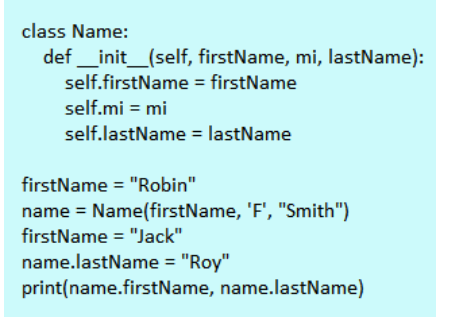 class Name:
def __init__(self, firstName, mi, lastName):
self.firstName = firstName
self.mi = mi
self.lastName = lastName
firstName = "Robin"
name = Name(firstName, 'F', "Smith")
firstName = "Jack"
name.lastName = "Roy"
print(name.firstName, name.lastName)